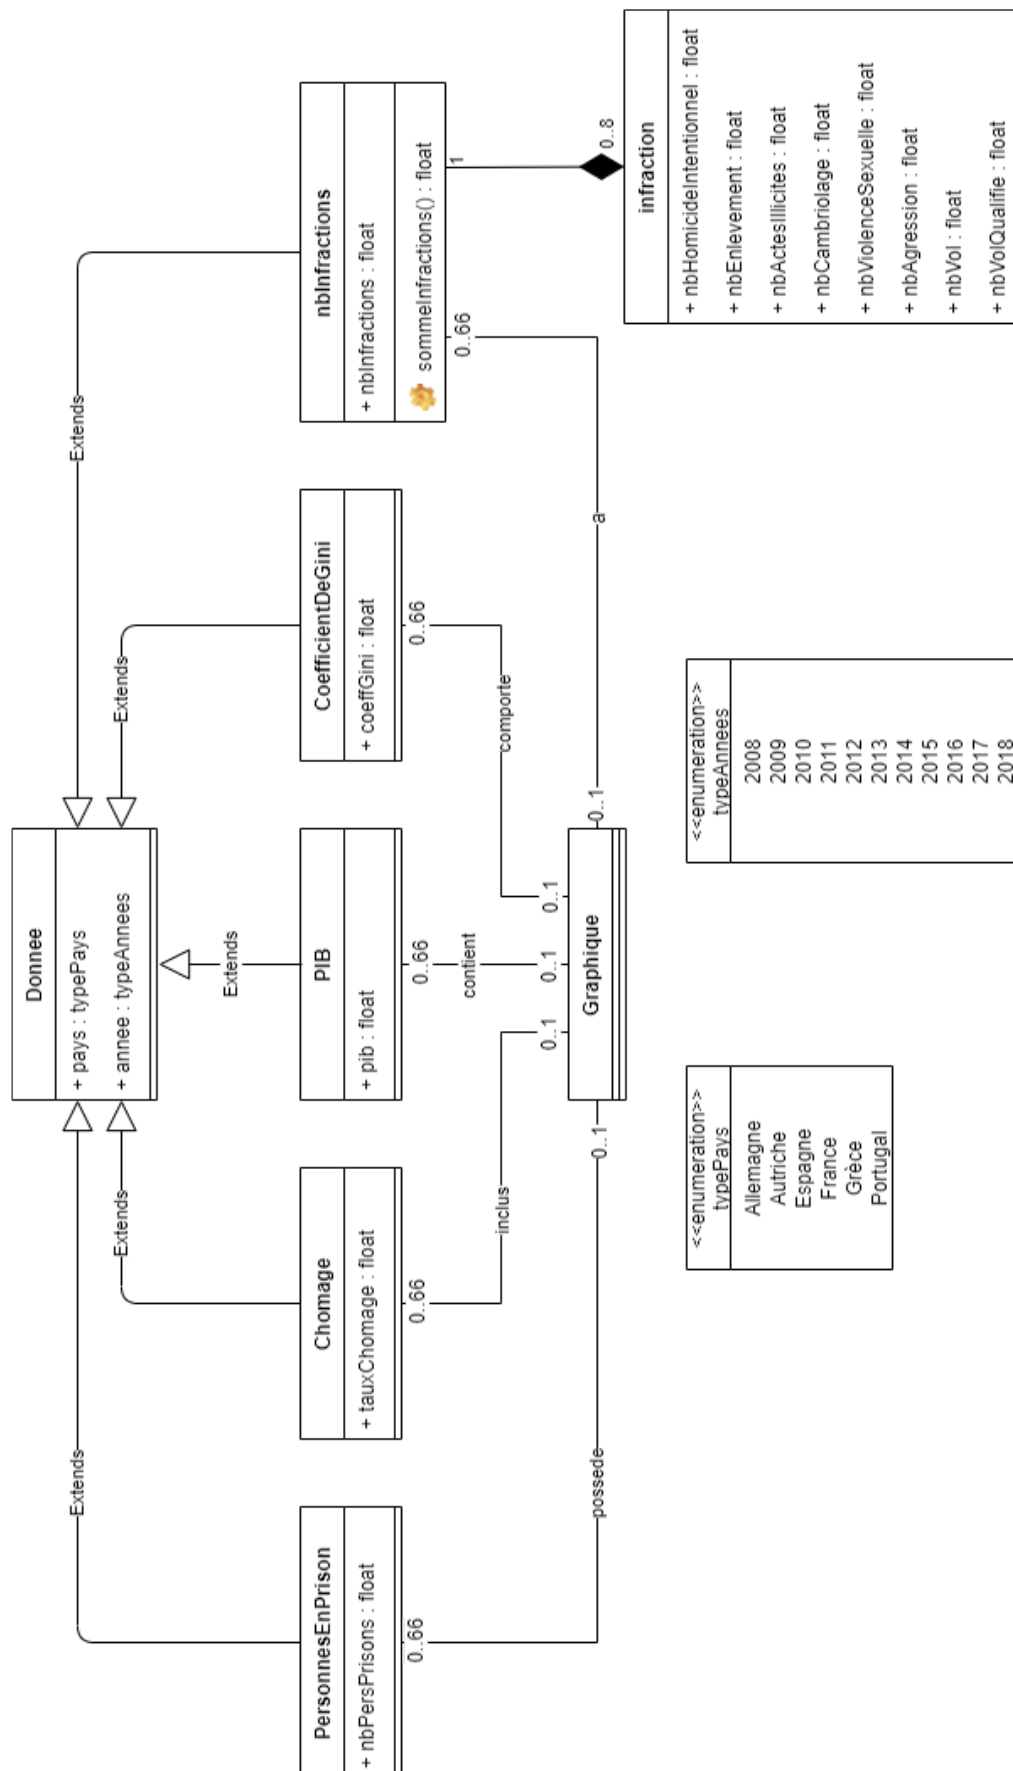 Donnee
+ pays : typePays
+ annee : typeAnnees
Extends
Extends
Extends
Extends
Extends
PersonnesEnPrison
+ nbPersPrisons : float
Chomage
+ tauxChomage : float
PIB
+ pib : float
CoefficientDeGini
+ coeffGini : float
nbInfractions
+ nbInfractions : float
sommeInfractions() : float
0..66
0..66
0..66
0..66
0..66
1
possede
inclus
contient
comporte
a
0..1
0..1
0..1
0..1
0..1
0..8
Graphique
infraction
+ nbHomicideIntentionnel : float
+ nbEnlevement : float
+ nbActesIllicites : float
+ nbCambriolage : float
+ nbViolenceSexuelle : float
+ nbAgression : float
+ nbVol : float
+ nbVolQualifie : float
<<enumeration>>
typePays
Allemagne
Autriche
Espagne
France
Grèce
Portugal
<<enumeration>>
typeAnnees
2008
2009
2010
2011
2012
2013
2014
2015
2016
2017
2018